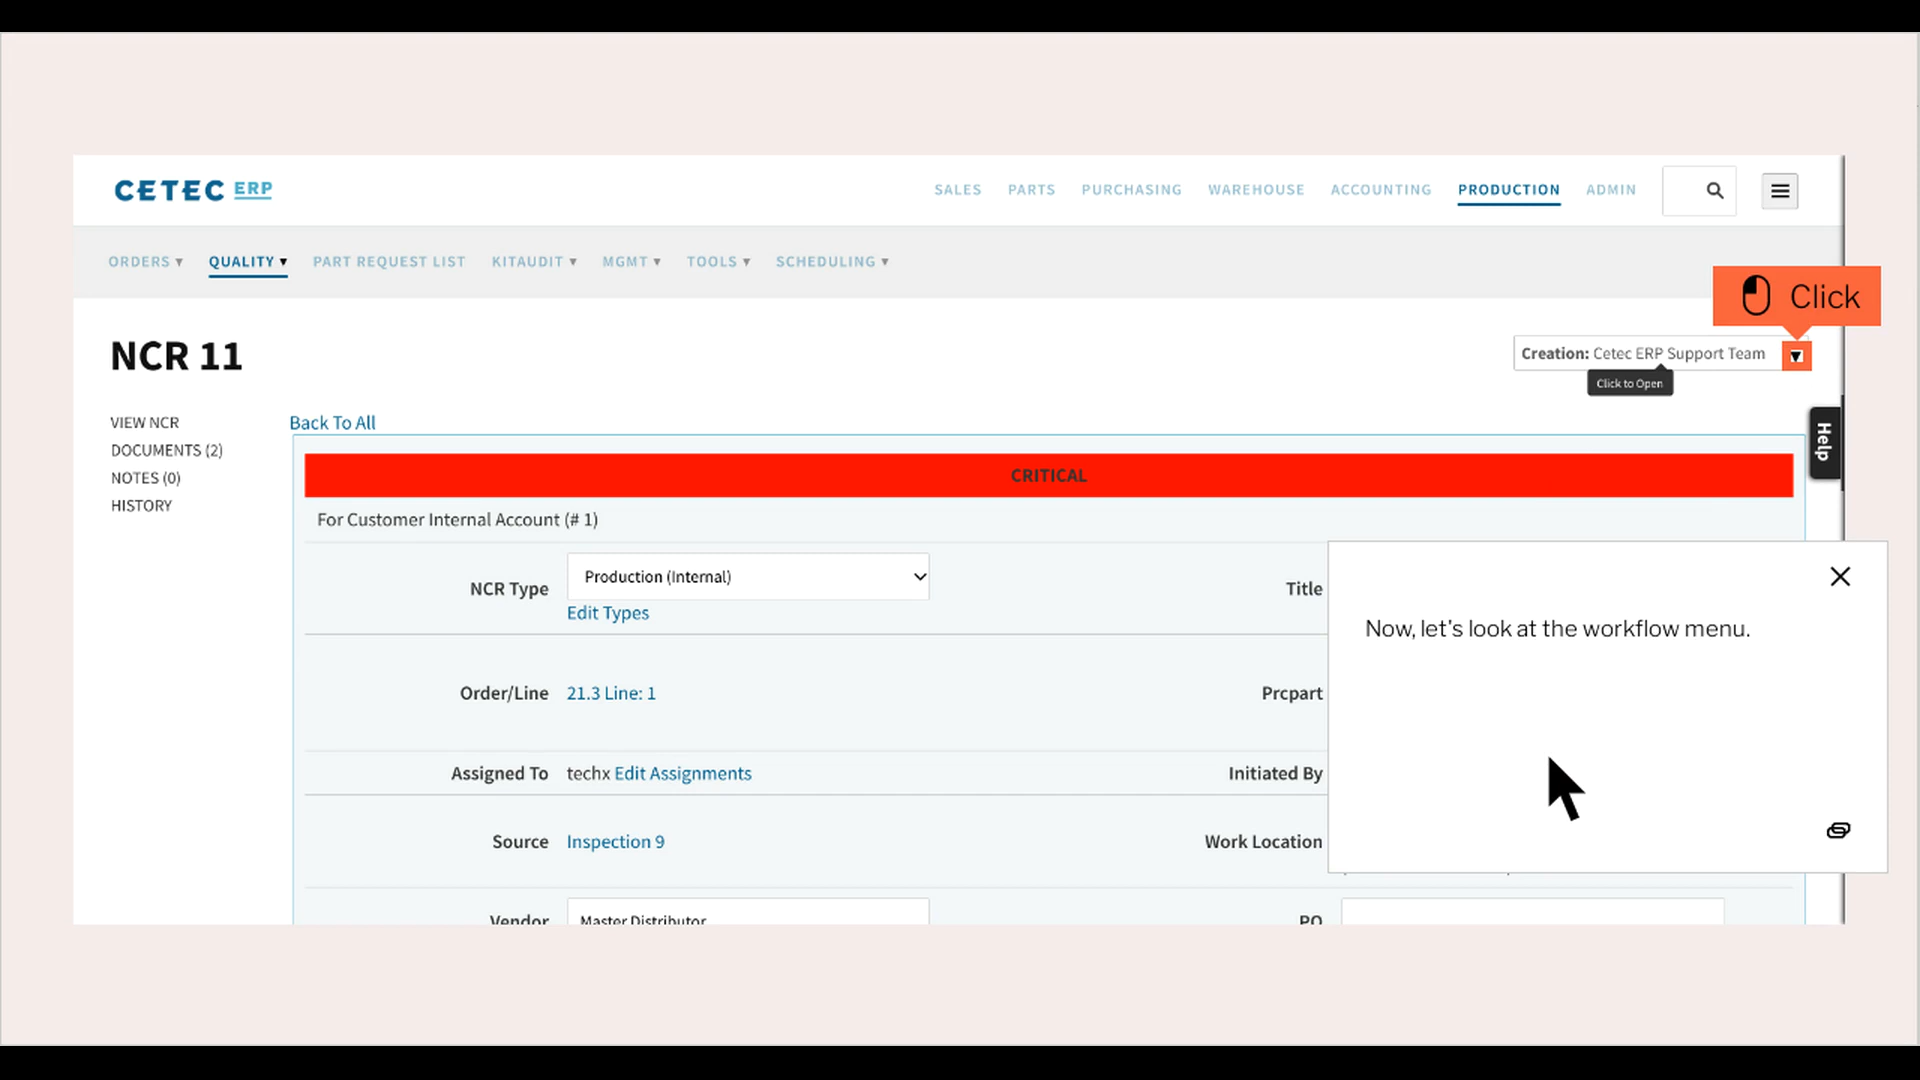 CETEC ERP
SALES PARTS PURCHASING WAREHOUSE ACCOUNTING PRODUCTION ADMIN
ORDERS ▼ QUALITY ▼ PART REQUEST LIST KITAUDIT ▼ MGMT ▼ TOOLS ▼ SCHEDULING ▼
Click
NCR 11
Creation: Cetec ERP Support Team ▼
Click to Open
VIEW NCR
DOCUMENTS (2)
NOTES (0)
HISTORY
Back To All
Help
CRITICAL
For Customer Internal Account (# 1)
NCR Type Production (Internal) Title
Edit Types
Now, let's look at the workflow menu.
Order/Line 21.3 Line: 1 Prcpart
Assigned To techx Edit Assignments Initiated By
Source Inspection 9 Work Location
Vendor Master Distributor PO